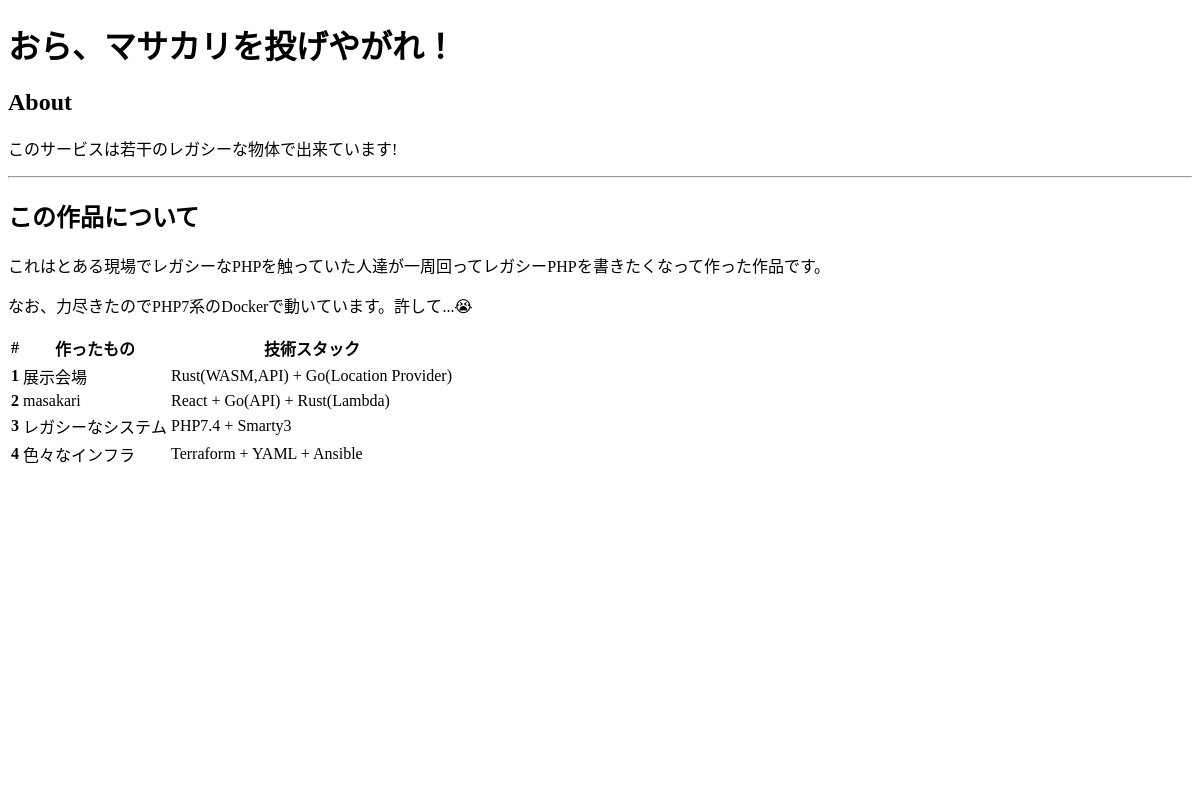 おら、マサカリを投げやがれ！
About
このサービスは若干のレガシーな物体で出来ています!
この作品について
これはとある現場でレガシーなPHPを触っていた人達が一周回ってレガシーPHPを書きたくなって作った作品です。
なお、力尽きたのでPHP7系のDockerで動いています。許して...😭
# 作ったもの 技術スタック
1 展示会場 Rust(WASM,API) + Go(Location Provider)
2 masakari React + Go(API) + Rust(Lambda)
3 レガシーなシステム PHP7.4 + Smarty3
4 色々なインフラ Terraform + YAML + Ansible